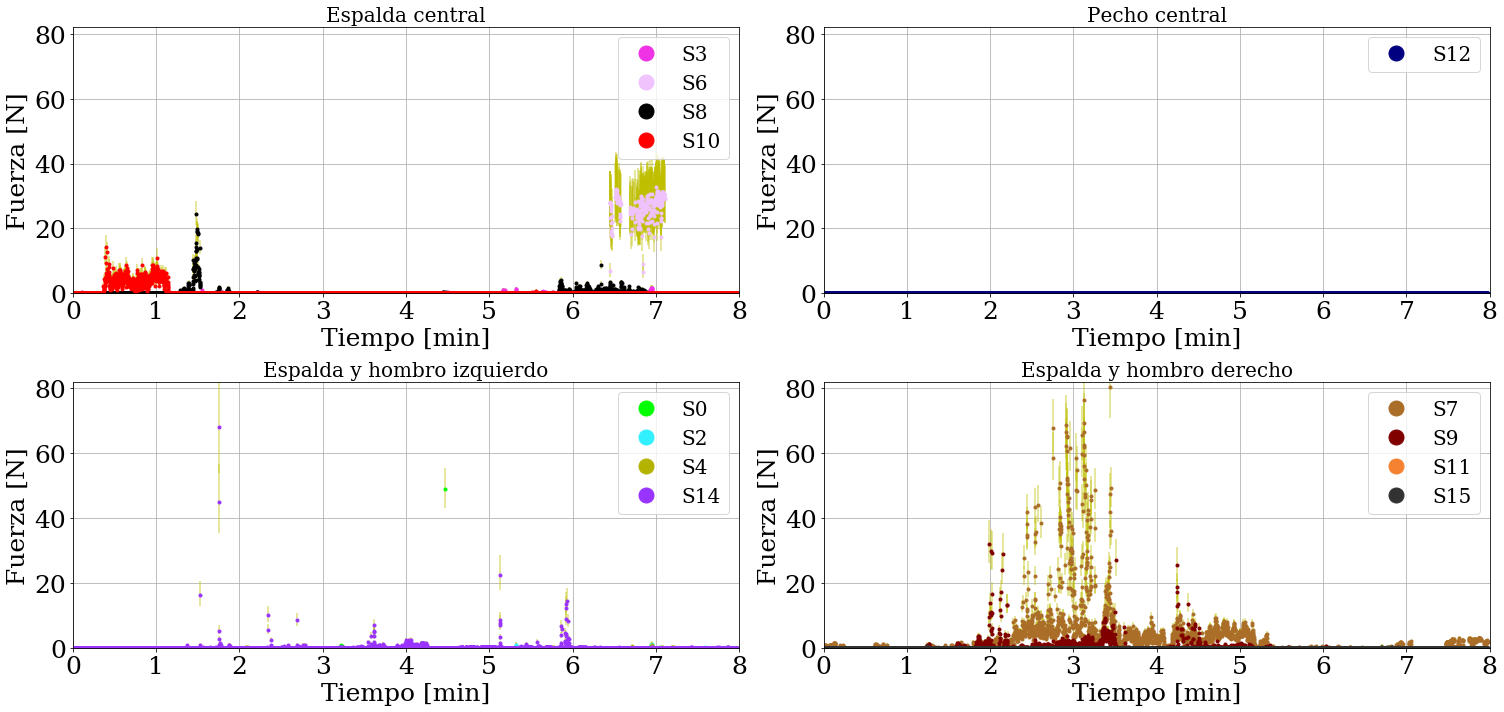 Espalda central
80
60
40
20
0
Fuerza [N]
S3
S6
S8
S10
0 1 2 3 4 5 6 7 8
Tiempo [min]
Pecho central
80
60
40
20
0
Fuerza [N]
S12
0 1 2 3 4 5 6 7 8
Tiempo [min]
Espalda y hombro izquierdo
80
60
40
20
0
Fuerza [N]
S0
S2
S4
S14
0 1 2 3 4 5 6 7 8
Tiempo [min]
Espalda y hombro derecho
80
60
40
20
0
Fuerza [N]
S7
S9
S11
S15
0 1 2 3 4 5 6 7 8
Tiempo [min]